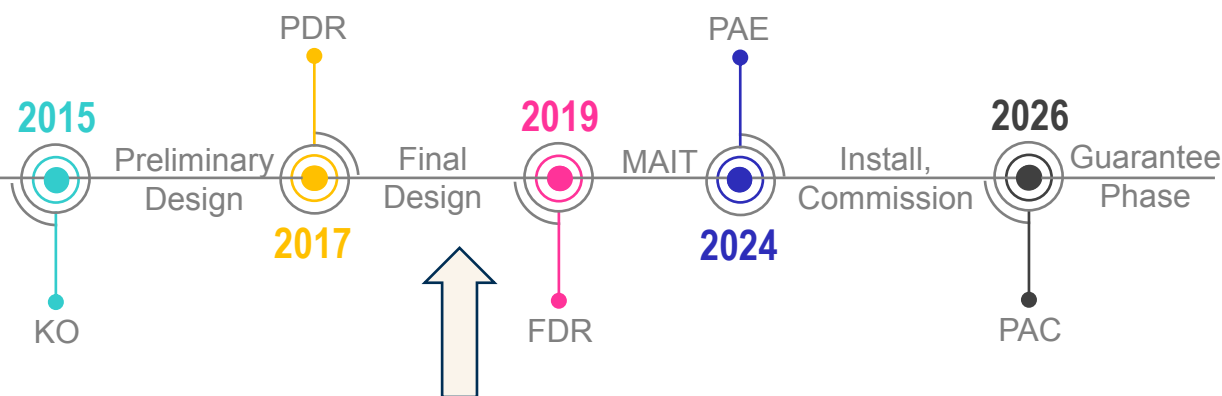 PDR
PAE
2015
2019
2026
Preliminary
Design
Final
Design
MAIT
Install,
Commission
Guarantee
Phase
2017
2024
KO
FDR
PAC